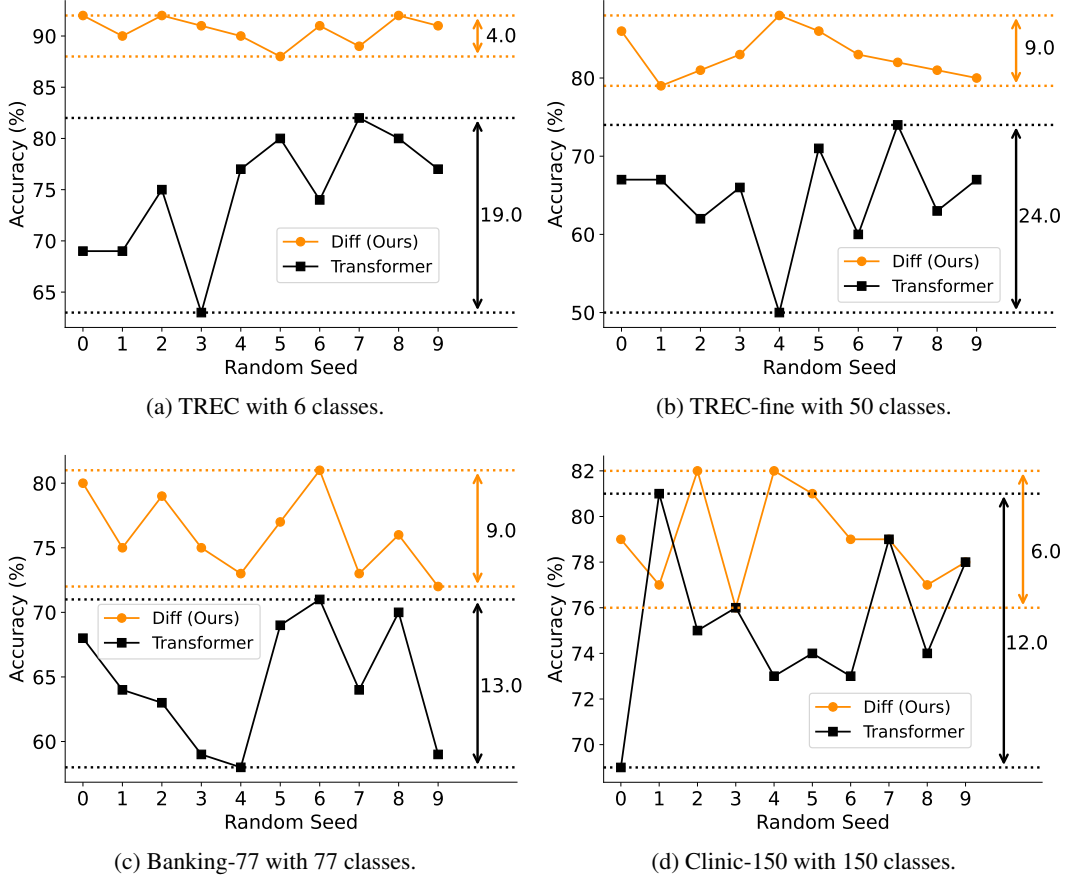 90
85
80
75
70
65
Accuracy (%)
4.0
19.0
Diff (Ours)
Transformer
0 1 2 3 4 5 6 7 8 9
Random Seed
(a) TREC with 6 classes.
80
70
60
50
Accuracy (%)
9.0
24.0
Diff (Ours)
Transformer
0 1 2 3 4 5 6 7 8 9
Random Seed
(b) TREC-fine with 50 classes.
80
75
70
65
60
Accuracy (%)
9.0
13.0
Diff (Ours)
Transformer
0 1 2 3 4 5 6 7 8 9
Random Seed
(c) Banking-77 with 77 classes.
82
80
78
76
74
72
70
Accuracy (%)
6.0
12.0
Diff (Ours)
Transformer
0 1 2 3 4 5 6 7 8 9
Random Seed
(d) Clinic-150 with 150 classes.